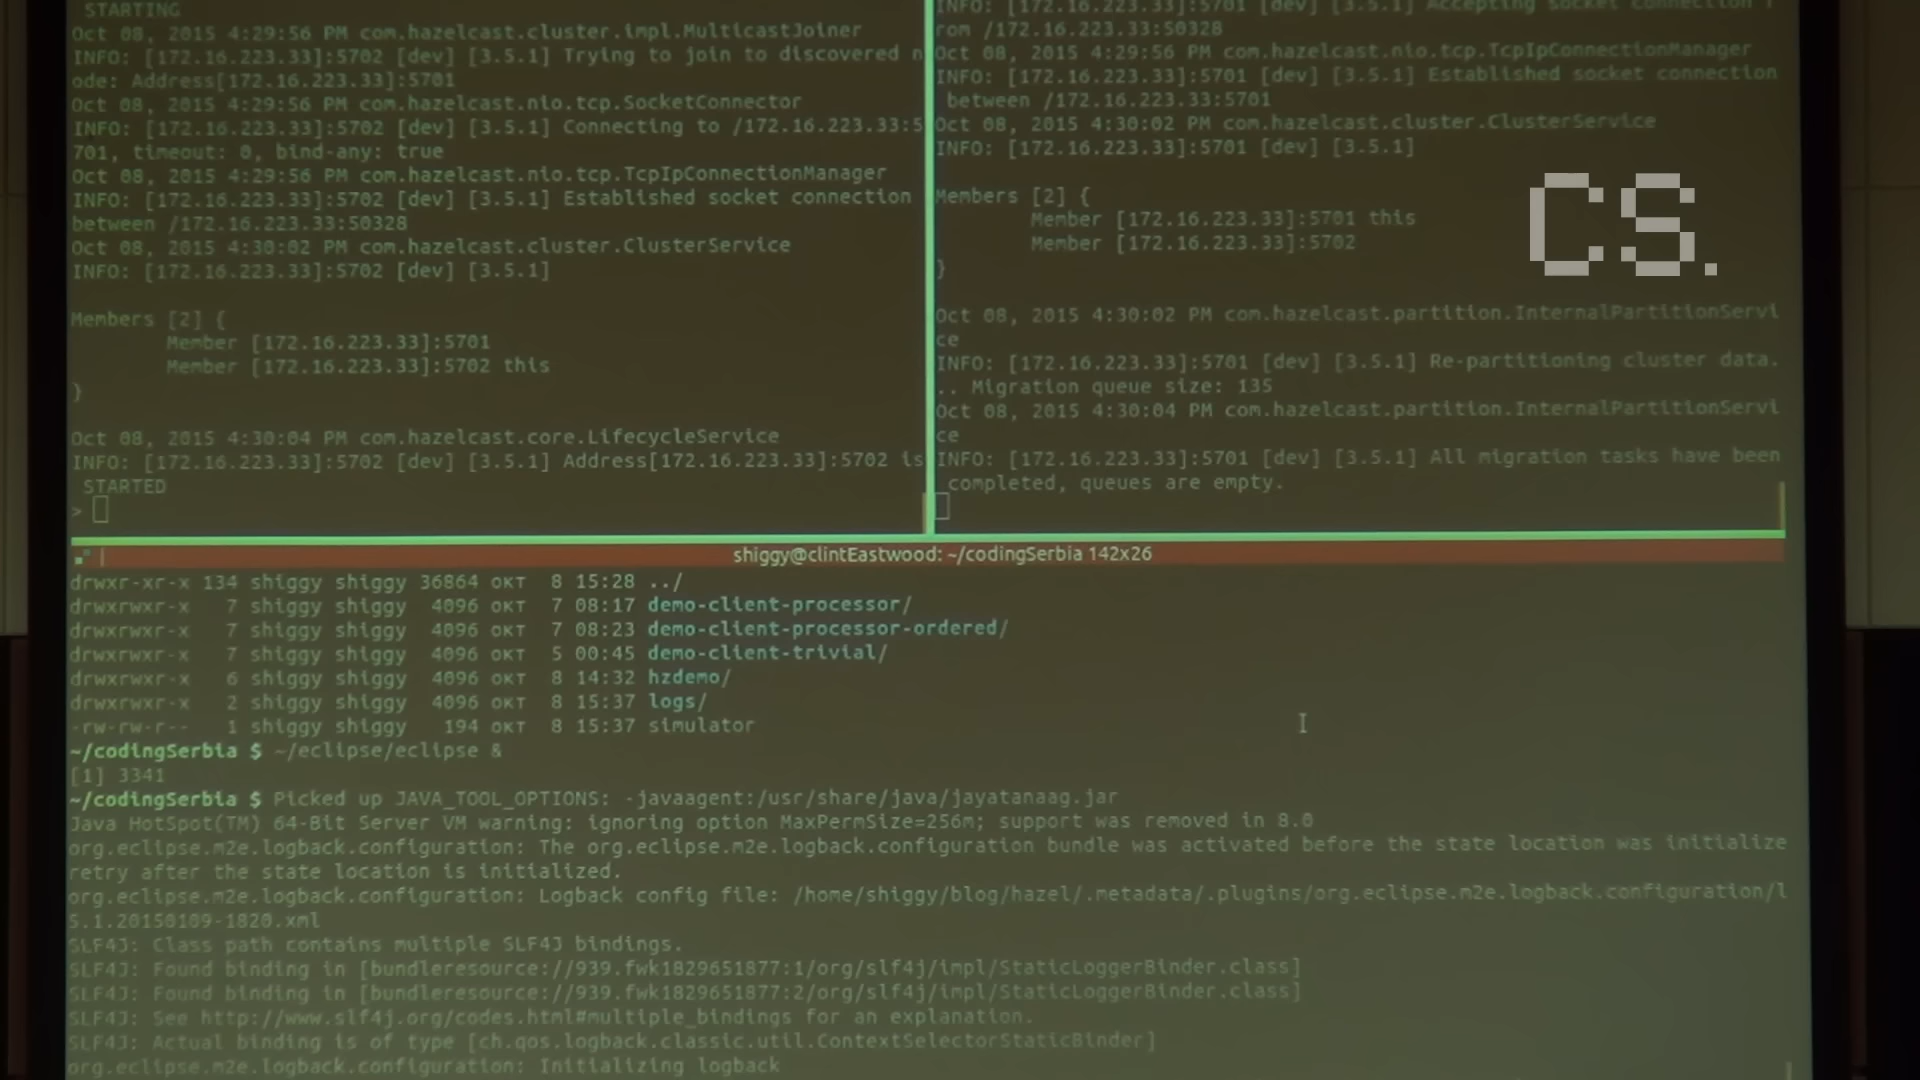 STARTING
Oct 08, 2015 4:29:56 PM com.hazelcast.cluster.impl.MulticastJoiner
INFO: [172.16.223.33]:5702 [dev] [3.5.1] Trying to join to discovered n
ode: Address[172.16.223.33]:5701
Oct 08, 2015 4:29:56 PM com.hazelcast.nio.tcp.SocketConnector
INFO: [172.16.223.33]:5702 [dev] [3.5.1] Connecting to /172.16.223.33:5
701, timeout: 0, bind-any: true
Oct 08, 2015 4:29:56 PM com.hazelcast.nio.tcp.TcpIpConnectionManager
INFO: [172.16.223.33]:5702 [dev] [3.5.1] Established socket connection
between /172.16.223.33:50328
Oct 08, 2015 4:30:02 PM com.hazelcast.cluster.ClusterService
INFO: [172.16.223.33]:5702 [dev] [3.5.1]
Members [2] {
Member [172.16.223.33]:5701
Member [172.16.223.33]:5702 this
}
Oct 08, 2015 4:30:04 PM com.hazelcast.core.LifecycleService
INFO: [172.16.223.33]:5702 [dev] [3.5.1] Address[172.16.223.33]:5702 is
STARTED
>
INFO: [172.16.223.33]:5701 [dev] [3.5.1] Accepting socket connection f
rom /172.16.223.33:50328
Oct 08, 2015 4:29:56 PM com.hazelcast.nio.tcp.TcpIpConnectionManager
INFO: [172.16.223.33]:5701 [dev] [3.5.1] Established socket connection
between /172.16.223.33:5701
Oct 08, 2015 4:30:02 PM com.hazelcast.cluster.ClusterService
INFO: [172.16.223.33]:5701 [dev] [3.5.1]
Members [2] {
Member [172.16.223.33]:5701 this
Member [172.16.223.33]:5702
}
Oct 08, 2015 4:30:02 PM com.hazelcast.partition.InternalPartitionServi
ce
INFO: [172.16.223.33]:5701 [dev] [3.5.1] Re-partitioning cluster data.
.. Migration queue size: 135
Oct 08, 2015 4:30:04 PM com.hazelcast.partition.InternalPartitionServi
ce
INFO: [172.16.223.33]:5701 [dev] [3.5.1] All migration tasks have been
completed, queues are empty.
CS.
shiggy@clintEastwood: ~/codingSerbia 142x26
drwxr-xr-x 134 shiggy shiggy 36864 окт  8 15:28 ../
drwxrwxr-x   7 shiggy shiggy  4096 окт  7 08:17 demo-client-processor/
drwxrwxr-x   7 shiggy shiggy  4096 окт  7 08:23 demo-client-processor-ordered/
drwxrwxr-x   7 shiggy shiggy  4096 окт  5 00:45 demo-client-trivial/
drwxrwxr-x   6 shiggy shiggy  4096 окт  8 14:32 hzdemo/
drwxrwxr-x   2 shiggy shiggy  4096 окт  8 15:37 logs/
-rw-rw-r--   1 shiggy shiggy   194 окт  8 15:37 simulator
~/codingSerbia $ ~/eclipse/eclipse &
[1] 3341
~/codingSerbia $ Picked up JAVA_TOOL_OPTIONS: -javaagent:/usr/share/java/jayatanaag.jar
Java HotSpot(TM) 64-Bit Server VM warning: ignoring option MaxPermSize=256m; support was removed in 8.0
org.eclipse.m2e.logback.configuration: The org.eclipse.m2e.logback.configuration bundle was activated before the state location was initialize
retry after the state location is initialized.
org.eclipse.m2e.logback.configuration: Logback config file: /home/shiggy/blog/hazel/.metadata/.plugins/org.eclipse.m2e.logback.configuration/l
5.1.20150109-1820.xml
SLF4J: Class path contains multiple SLF4J bindings.
SLF4J: Found binding in [bundleresource://939.fwk1829651877:1/org/slf4j/impl/StaticLoggerBinder.class]
SLF4J: Found binding in [bundleresource://939.fwk1829651877:2/org/slf4j/impl/StaticLoggerBinder.class]
SLF4J: See http://www.slf4j.org/codes.html#multiple_bindings for an explanation.
SLF4J: Actual binding is of type [ch.qos.logback.classic.util.ContextSelectorStaticBinder]
org.eclipse.m2e.logback.configuration: Initializing logback